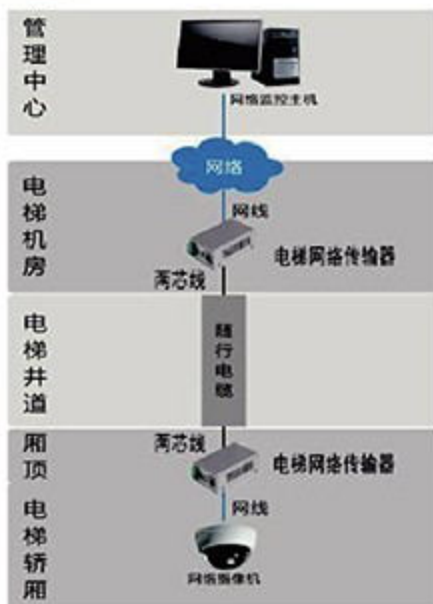 管理中心
网络监控主机
网络
电梯机房
网线
电梯网络传输器
两芯线
电梯井道
随行电缆
厢顶
两芯线
电梯网络传输器
电梯轿厢
网线
网络摄像机